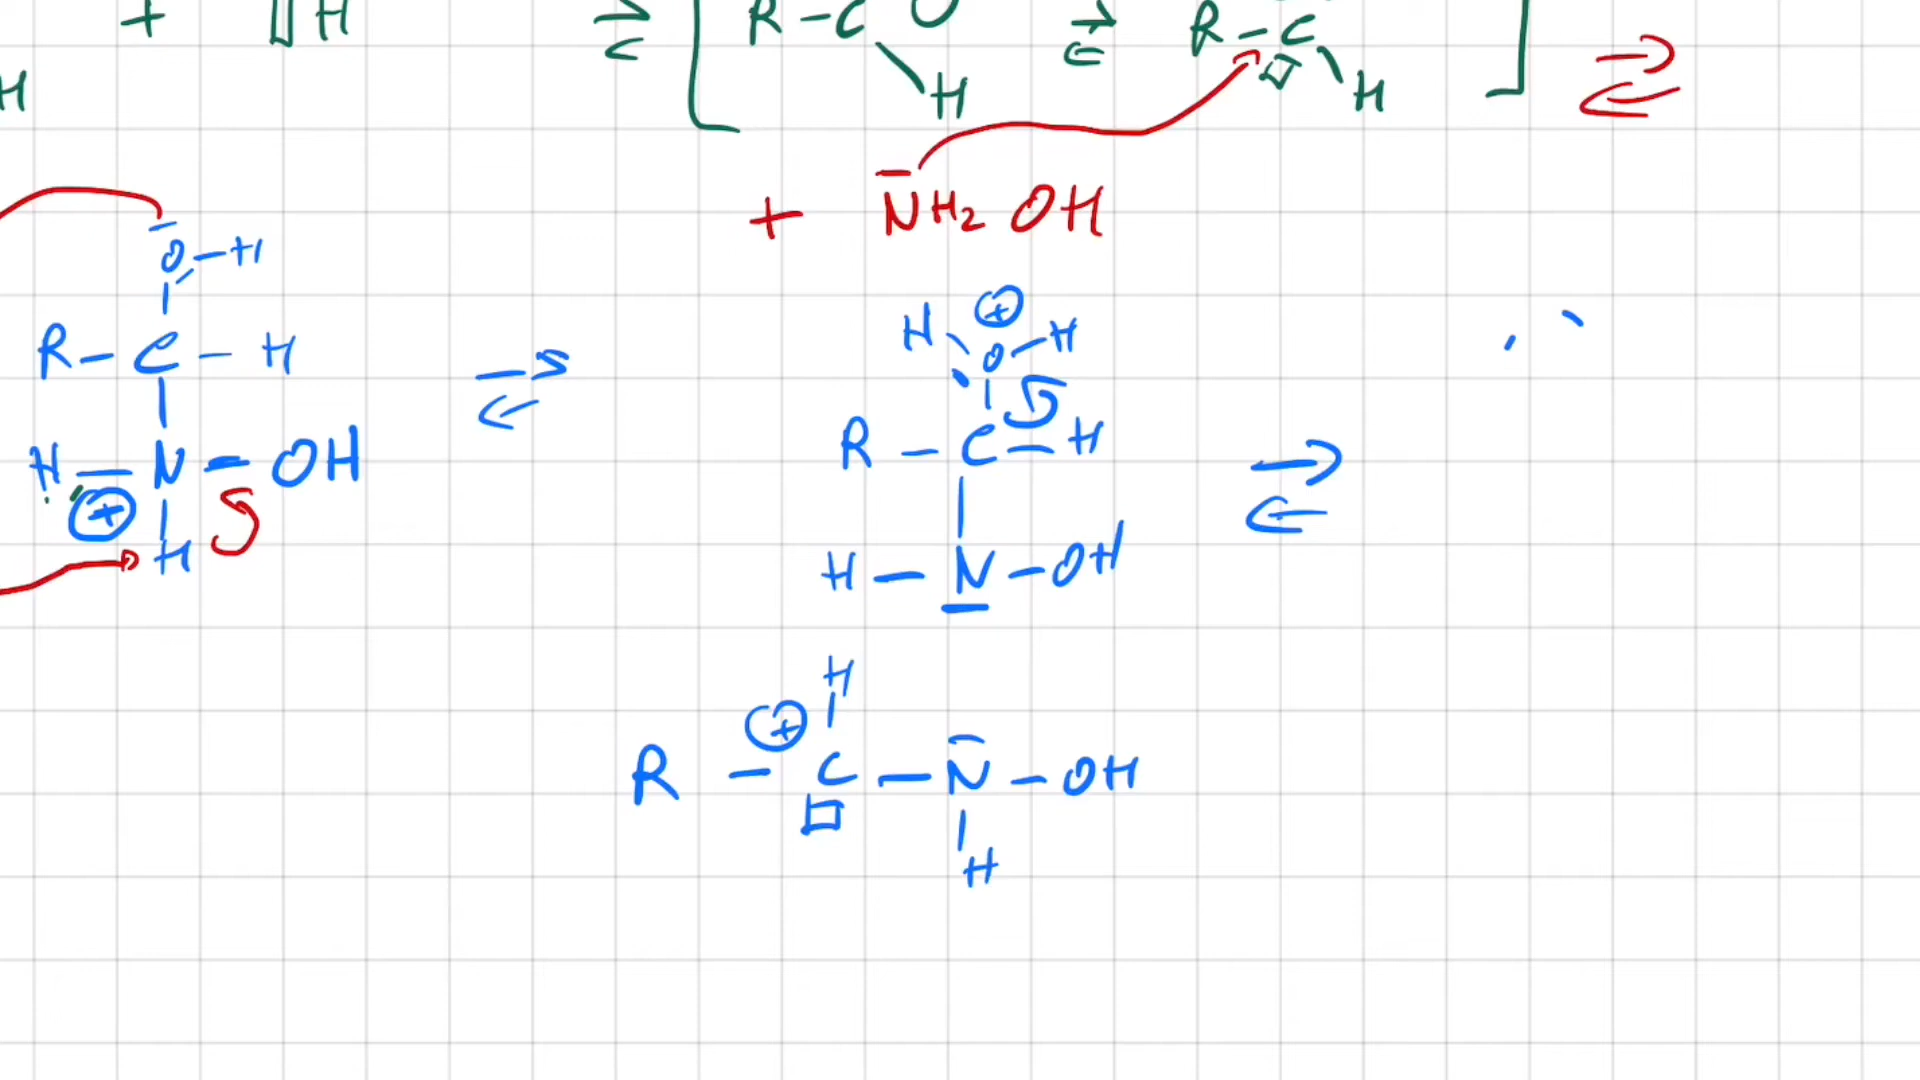 + H R – C O R – C
H H H
+ NH2 OH
O – H
R – C – H
H – N – OH
⊕ H
⊕
H O H
R – C – H
H – N – OH
H
⊕
R – C – N – OH
H